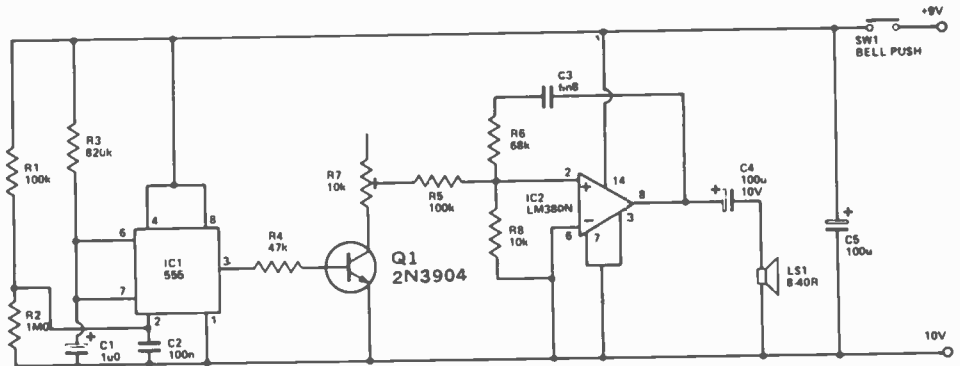 +9V
SW1
BELL PUSH
C3
6n8
R3
820k
R1
100k
R6
68k
R7
10k
R5
100k
2
+
14
IC2
LM380N
8
-
3
6
7
C4
100u
10V
+
4
8
6
IC1
555
3
7
2
1
R4
47k
Q1
2N3904
R8
10k
+
C5
100u
LS1
8-40R
R2
1M0
+
C1
1u0
C2
100n
10V